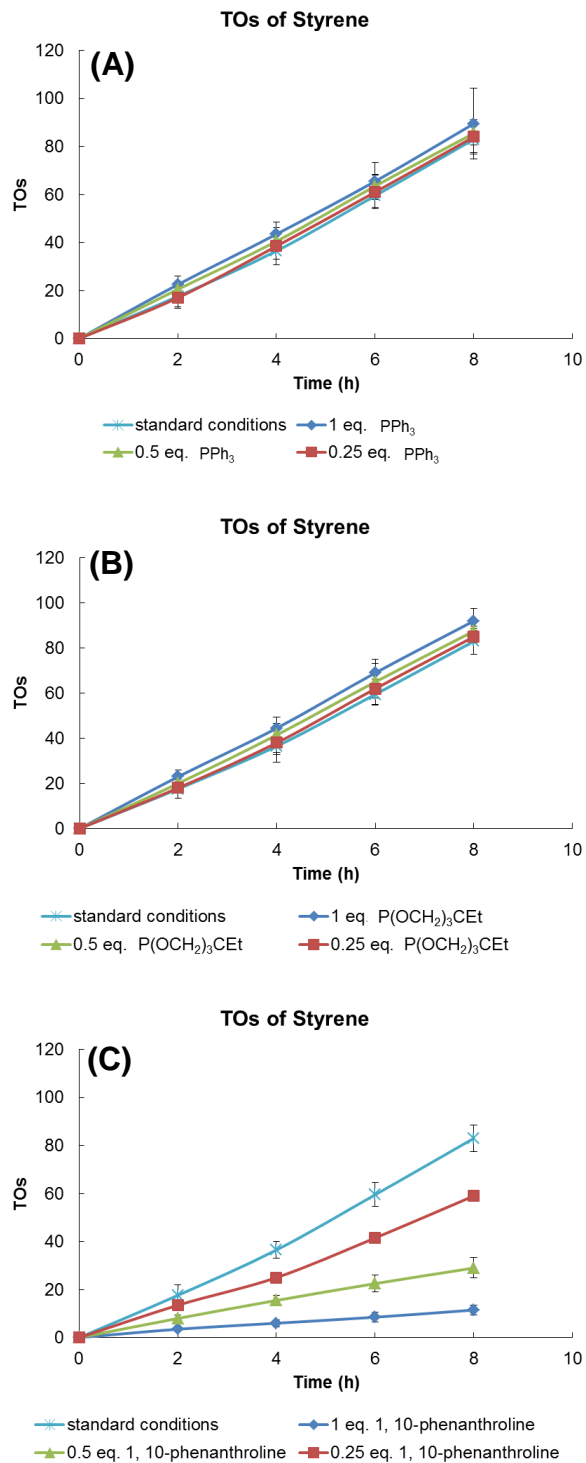 TOs of Styrene
(A)
120
100
80
60
40
20
0
TOs
0 2 4 6 8 10
Time (h)
standard conditions 1 eq. PPh₃
0.5 eq. PPh₃ 0.25 eq. PPh₃
TOs of Styrene
(B)
120
100
80
60
40
20
0
TOs
0 2 4 6 8 10
Time (h)
standard conditions 1 eq. P(OCH₂)₃CEt
0.5 eq. P(OCH₂)₃CEt 0.25 eq. P(OCH₂)₃CEt
TOs of Styrene
(C)
120
100
80
60
40
20
0
TOs
0 2 4 6 8 10
Time (h)
standard conditions 1 eq. 1, 10-phenanthroline
0.5 eq. 1, 10-phenanthroline 0.25 eq. 1, 10-phenanthroline